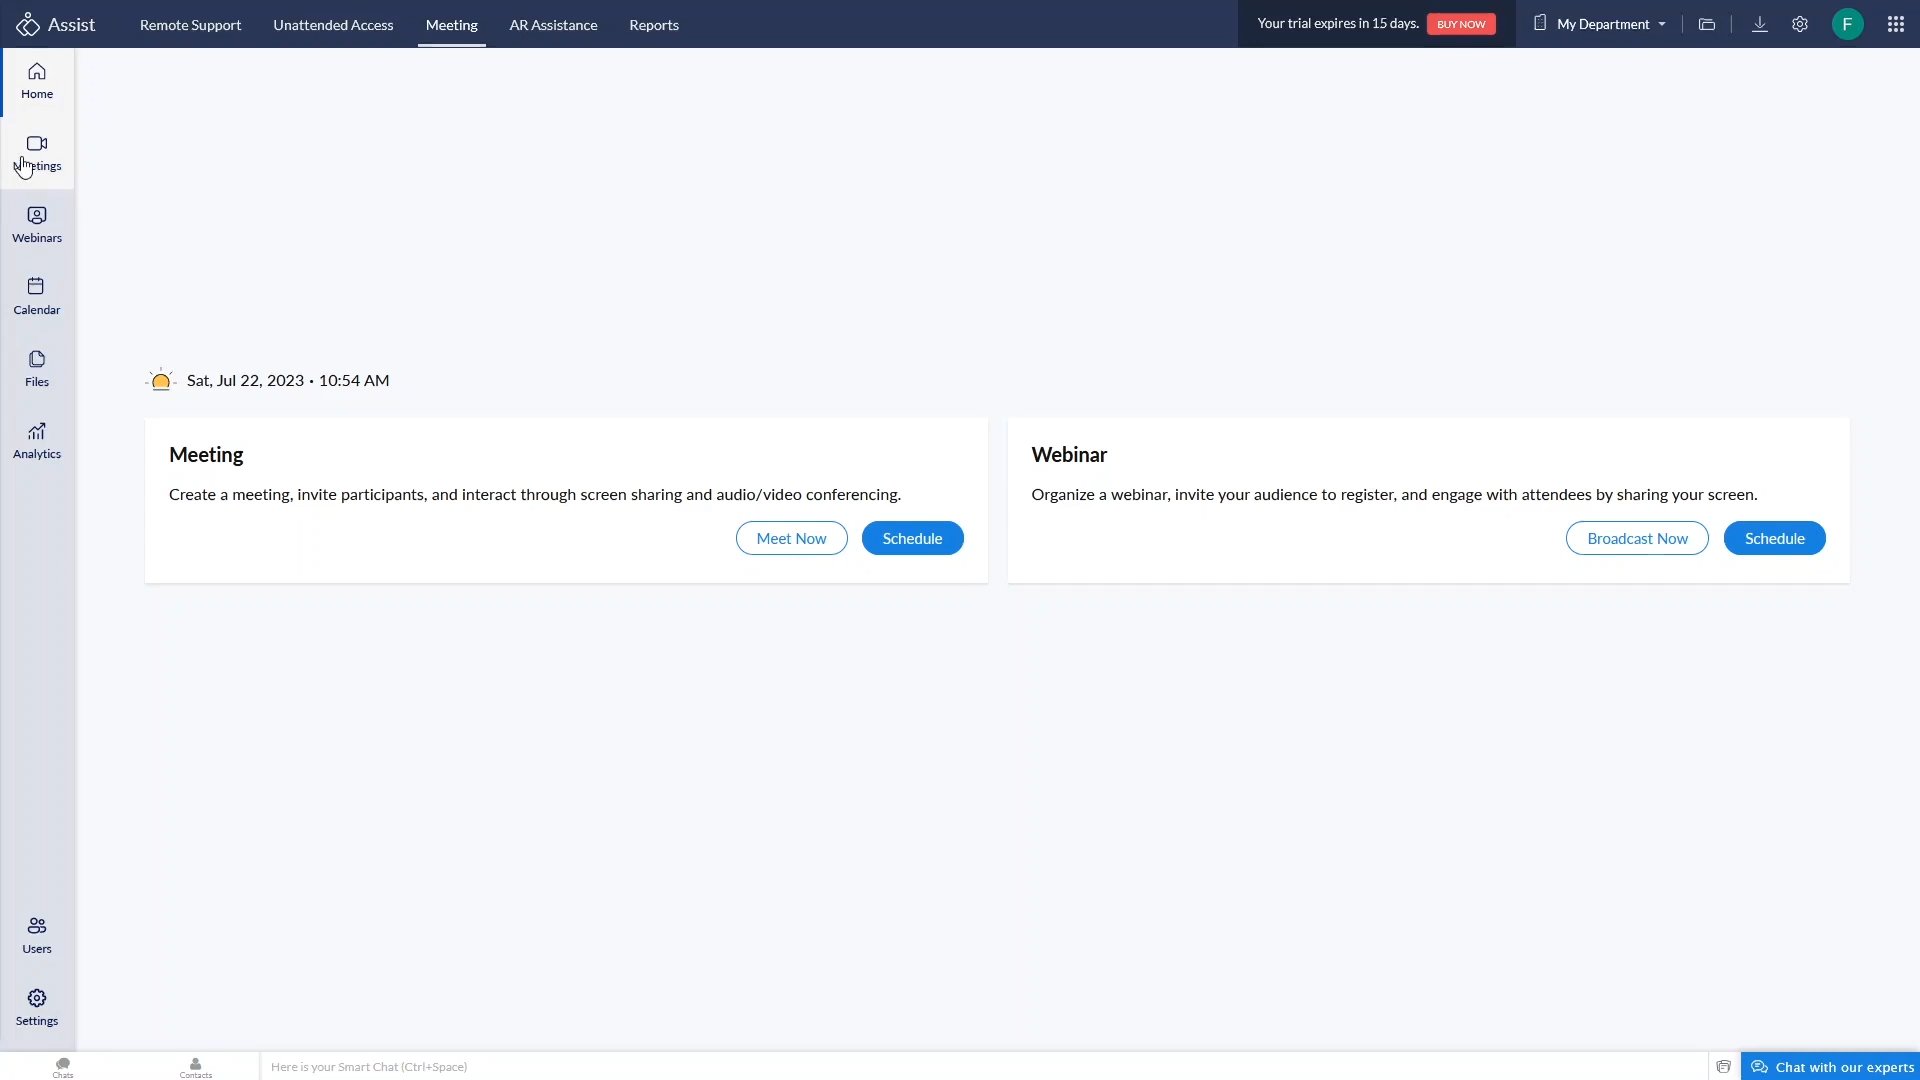 Assist
Remote Support
Unattended Access
Meeting
AR Assistance
Reports
Your trial expires in 15 days.
BUY NOW
My Department
F
Home
Meetings
Webinars
Calendar
Files
Analytics
Users
Settings
Sat, Jul 22, 2023 • 10:54 AM
Meeting
Create a meeting, invite participants, and interact through screen sharing and audio/video conferencing.
Meet Now
Schedule
Webinar
Organize a webinar, invite your audience to register, and engage with attendees by sharing your screen.
Broadcast Now
Schedule
Chats
Contacts
Here is your Smart Chat (Ctrl+Space)
Chat with our experts